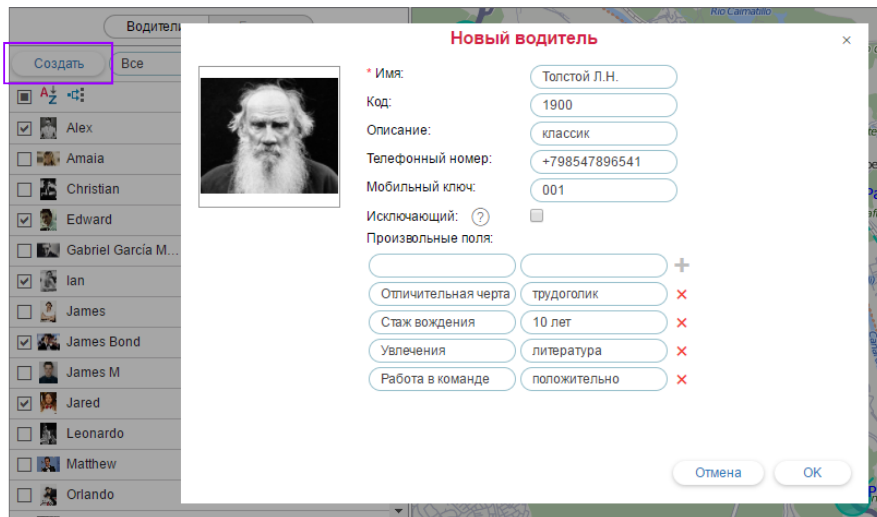 Rio Caimatillo
Водители
Новый водитель
×
Создать
Все
A
Z
Alex
Amaia
Christian
Edward
Gabriel García M...
Ian
James
James Bond
James M
Jared
Leonardo
Matthew
Orlando
* Имя:
Толстой Л.Н.
Код:
1900
Описание:
классик
Телефонный номер:
+798547896541
Мобильный ключ:
001
Исключающий: ?
Произвольные поля:
+
Отличительная черта трудоголик ×
Стаж вождения 10 лет ×
Увлечения литература ×
Работа в команде положительно ×
Отмена
OK